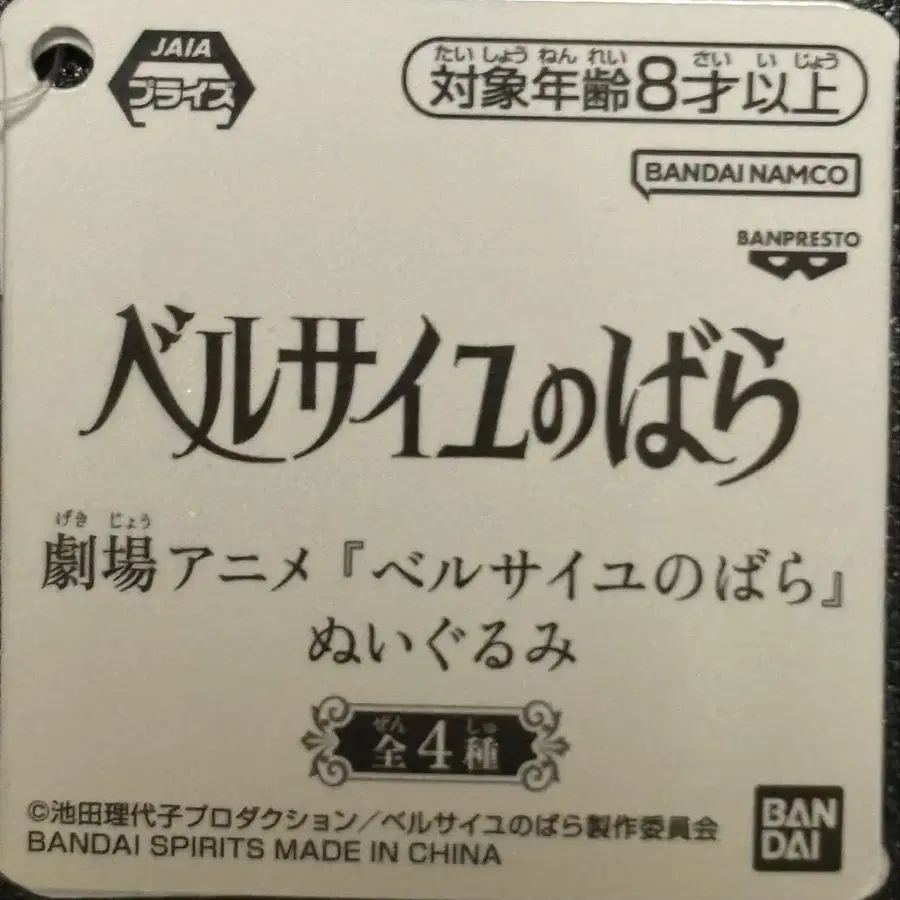 JAIA
プライズ
たいしょうねんれい さいいじょう
対象年齢8才以上
BANDAI NAMCO
BANPRESTO
ベルサイユのばら
げきじょう
劇場アニメ『ベルサイユのばら』
ぬいぐるみ
ぜん しゅ
全4種
©池田理代子プロダクション/ベルサイユのばら製作委員会
BANDAI SPIRITS MADE IN CHINA
BAN
DAI